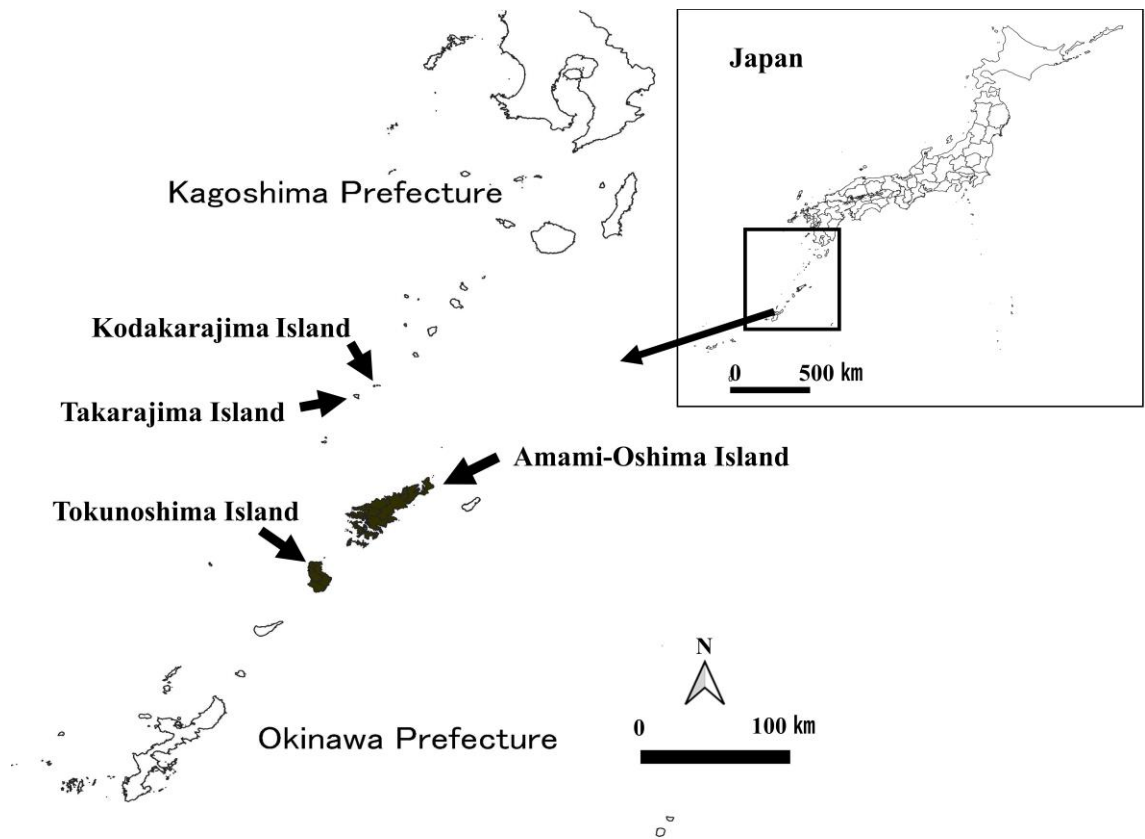 Japan
Kagoshima Prefecture
Kodakarajima Island
0 500 ㎞
Takarajima Island
Amami-Oshima Island
Tokunoshima Island
N
0 100 ㎞
Okinawa Prefecture